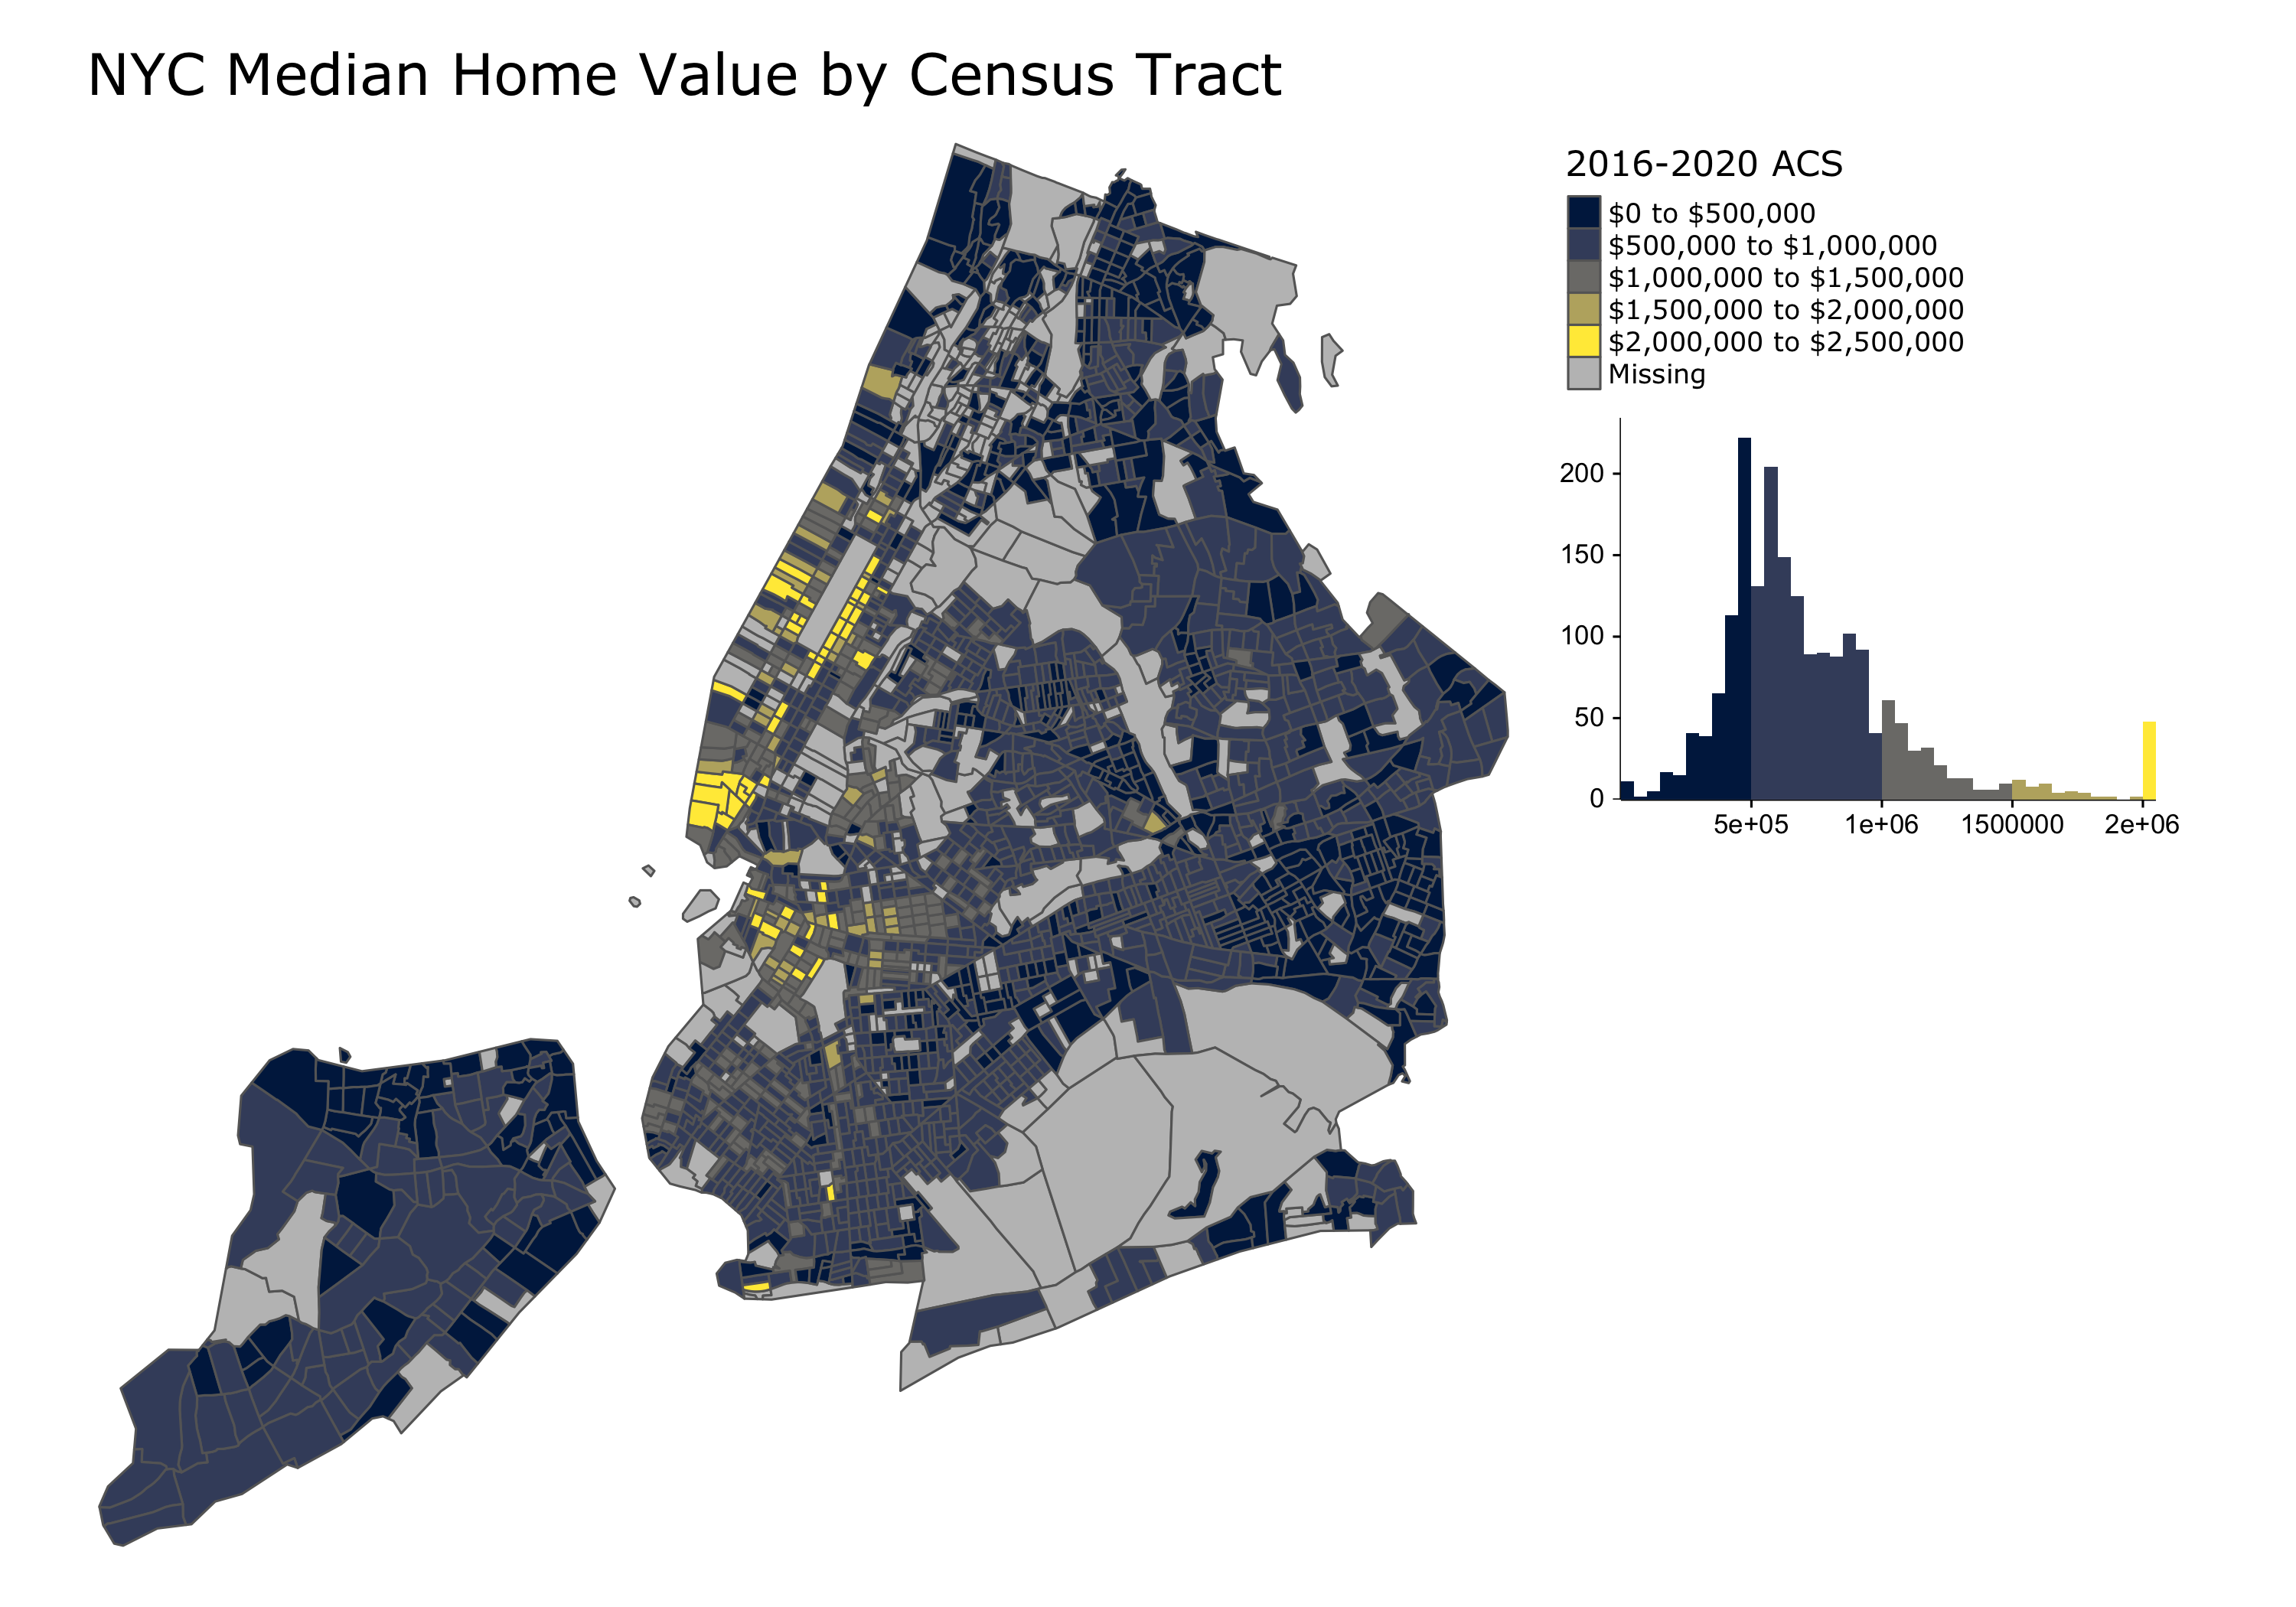 NYC Median Home Value by Census Tract
2016-2020 ACS
$0 to $500,000
$500,000 to $1,000,000
$1,000,000 to $1,500,000
$1,500,000 to $2,000,000
$2,000,000 to $2,500,000
Missing
200
150
100
50
0
5e+05 1e+06 1500000 2e+06